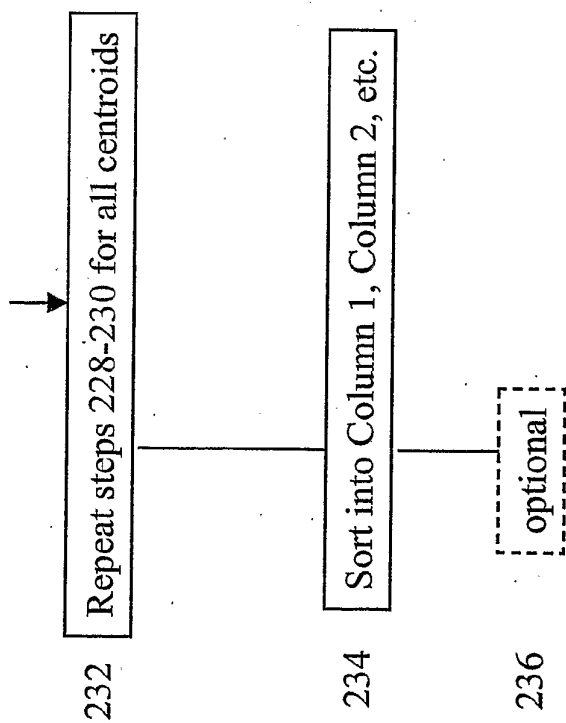 232
Repeat steps 228-230 for all centroids
234
Sort into Column 1, Column 2, etc.
236
optional